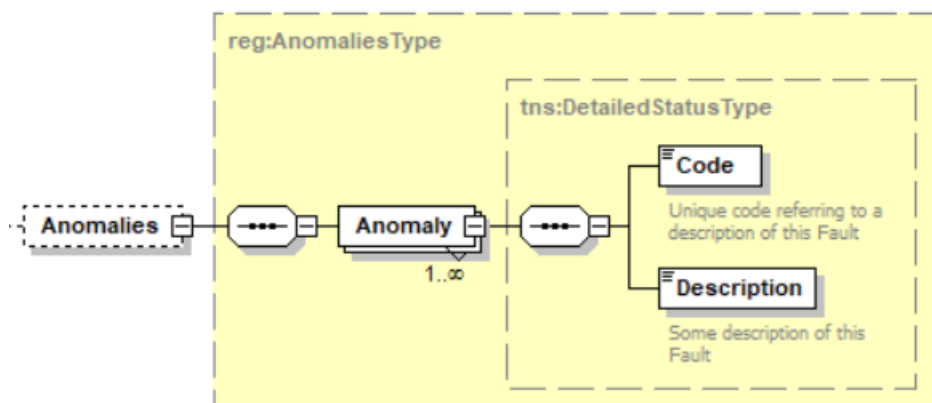 reg:AnomaliesType
tns:DetailedStatusType
Code
Unique code referring to a
description of this Fault
Anomalies
Anomaly
1..∞
Description
Some description of this
Fault